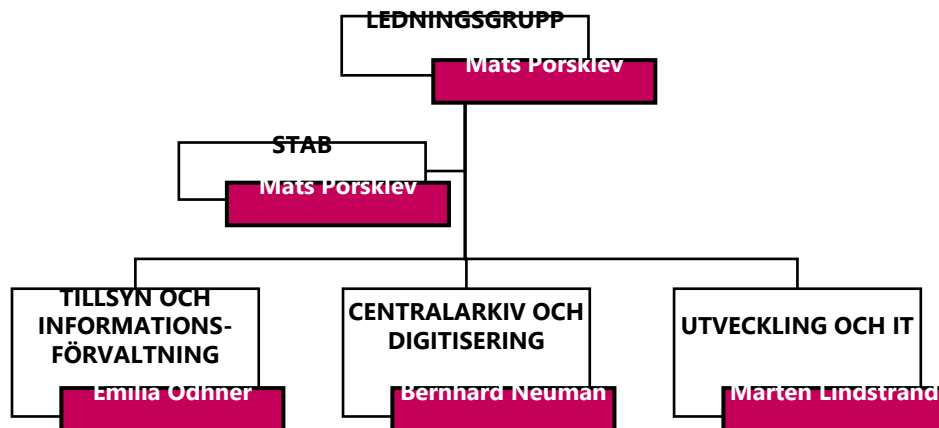 LEDNINGSGRUPP
Mats Porsklev
STAB
Mats Porsklev
TILLSYN OCH
INFORMATIONS-
FÖRVALTNING
Emilia Odhner
CENTRALARKIV OCH
DIGITISERING
Bernhard Neuman
UTVECKLING OCH IT
Marten Lindstrand